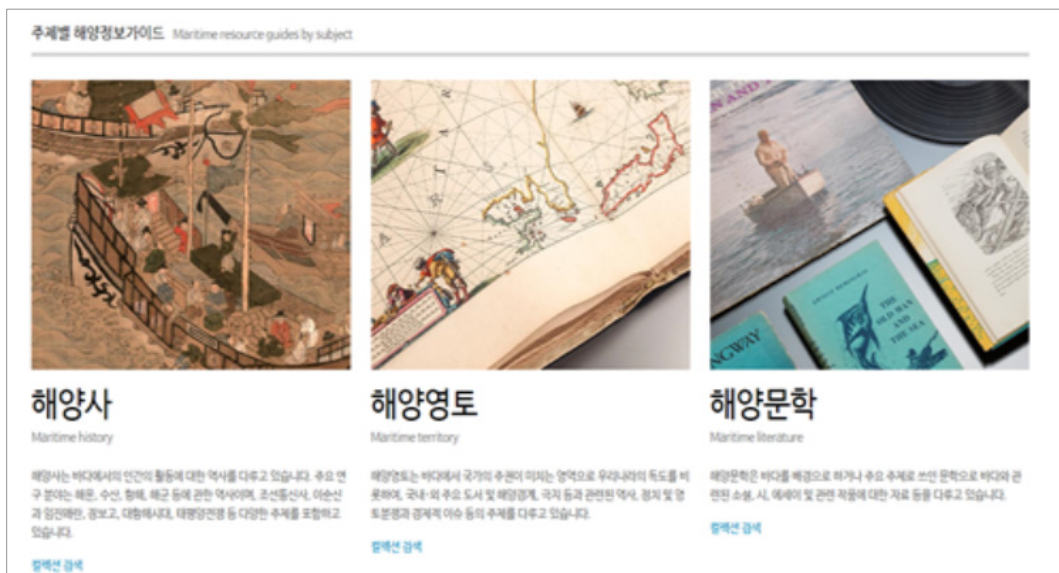 주제별 해양정보가이드 Maritime resource guides by subject
N AND
NGWAY
ERNEST HEMINGWAY
THE
OLD MAN
AND
THE SEA
해양사
Maritime history
해양사는 바다에서의 인간의 활동에 대한 역사를 다루고 있습니다. 주요 연
구 분야는 해운, 수산, 항해, 해군 등에 관한 역사이며, 조선통신사, 이순신
과 임진왜란, 장보고, 대항해시대, 태평양전쟁 등 다양한 주제를 포함하고
있습니다.
컬렉션 검색
해양영토
Maritime territory
해양영토는 바다에서 국가의 주권이 미치는 영역으로 우리나라의 독도를 비
롯하여, 국내·외 주요 도서 및 해양경계, 극지 등과 관련된 역사, 정치 및 영
토분쟁과 경제적 이슈 등의 주제를 다루고 있습니다.
컬렉션 검색
해양문학
Maritime literature
해양문학은 바다를 배경으로 하거나 주요 주제로 쓰인 문학으로 바다와 관
련된 소설, 시, 에세이 및 관련 작품에 대한 자료 등을 다루고 있습니다.
컬렉션 검색